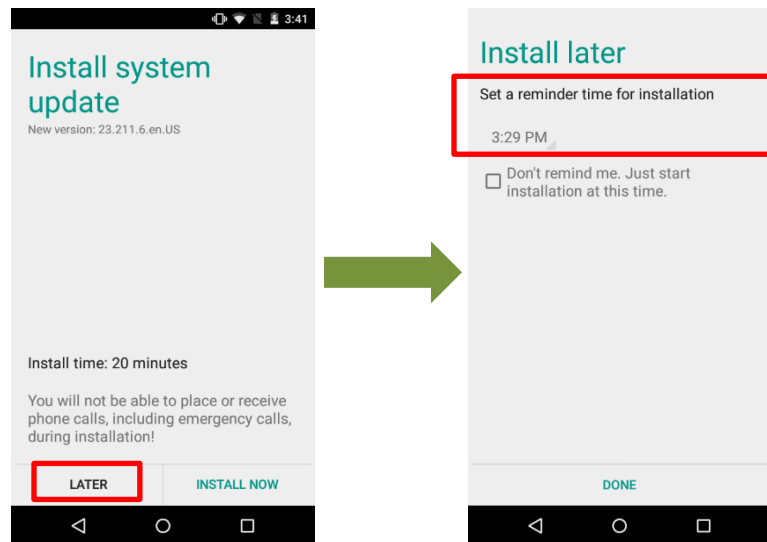 3:41
Install system
update
New version: 23.211.6.en.US
Install time: 20 minutes
You will not be able to place or receive
phone calls, including emergency calls,
during installation!
LATER
INSTALL NOW
Install later
Set a reminder time for installation
3:29 PM
Don't remind me. Just start
installation at this time.
DONE